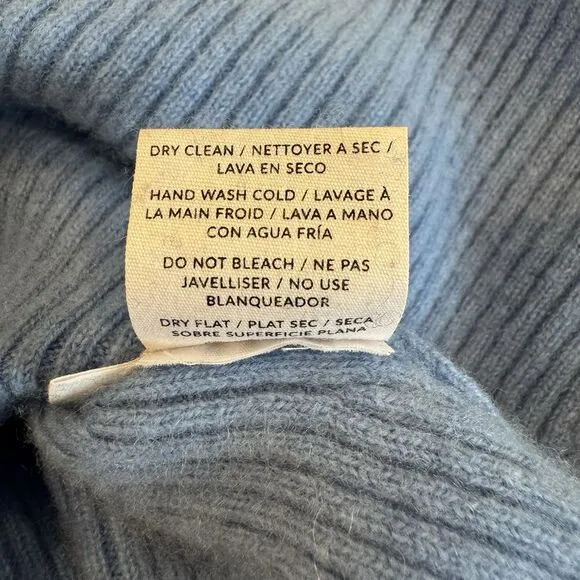 DRY CLEAN / NETTOYER A SEC /
LAVA EN SECO
HAND WASH COLD / LAVAGE À
LA MAIN FROID / LAVA A MANO
CON AGUA FRÍA
DO NOT BLEACH / NE PAS
JAVELLISER / NO USE
BLANQUEADOR
DRY FLAT / PLAT SEC / SECA
SOBRE SUPERFICIE PLANA